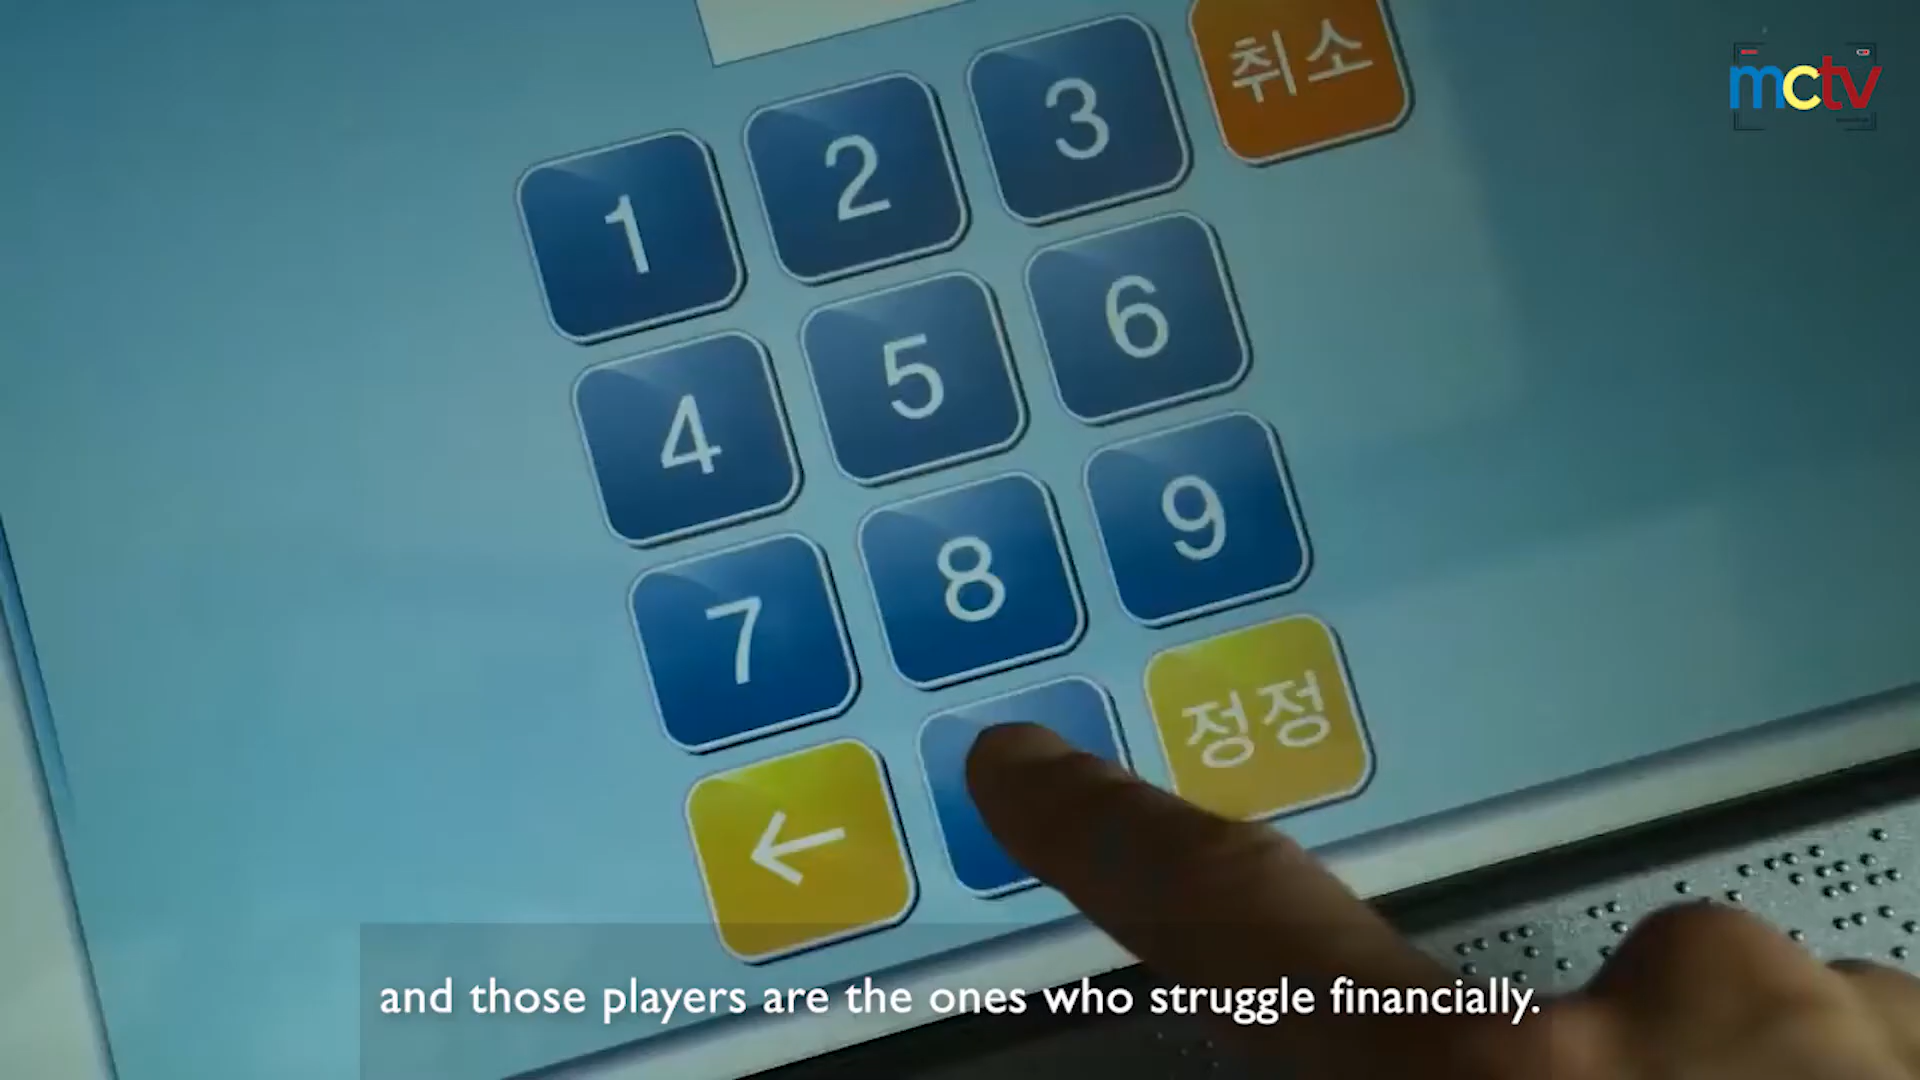 mctv
1 2 3 취소
4 5 6
7 8 9
← 정정
and those players are the ones who struggle financially.